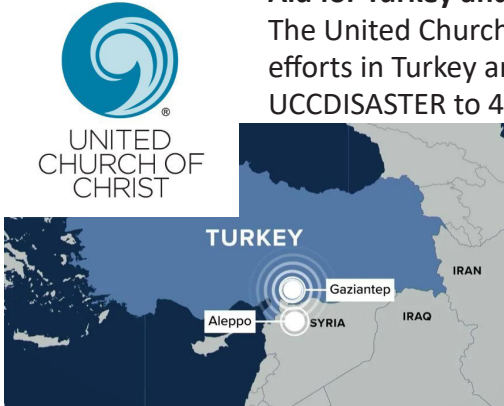 The United Church
efforts in Turkey
UCCDISASTER to 4
®
UNITED
CHURCH OF
CHRIST
TURKEY
Gaziantep
IRAN
Aleppo
SYRIA
IRAQ